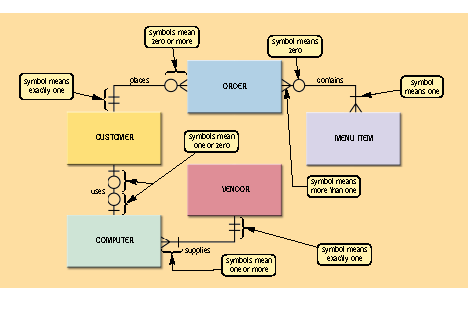 symbols mean
zero or more
symbols mean
zero
symbol means
exactly one
places
ORDER
contains
symbol
means one
CUSTOMER
symbols mean
one or zero
MENU ITEM
uses
VENDOR
symbol means
more than one
COMPUTER
supplies
symbols mean
one or more
symbol means
exactly one